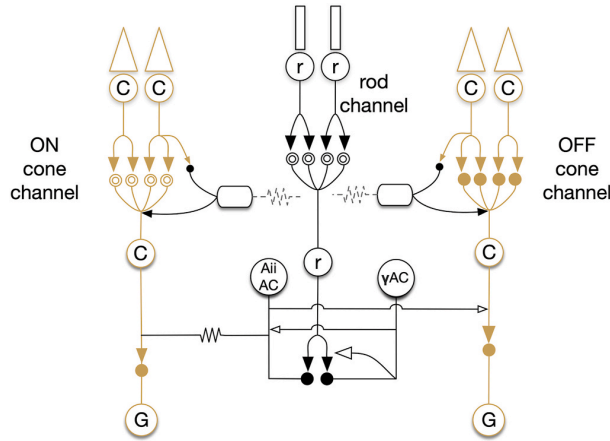 C C
r r
C C
rod
channel
ON
cone
channel
OFF
cone
channel
C
r
C
Aii
AC
γAC
G
G